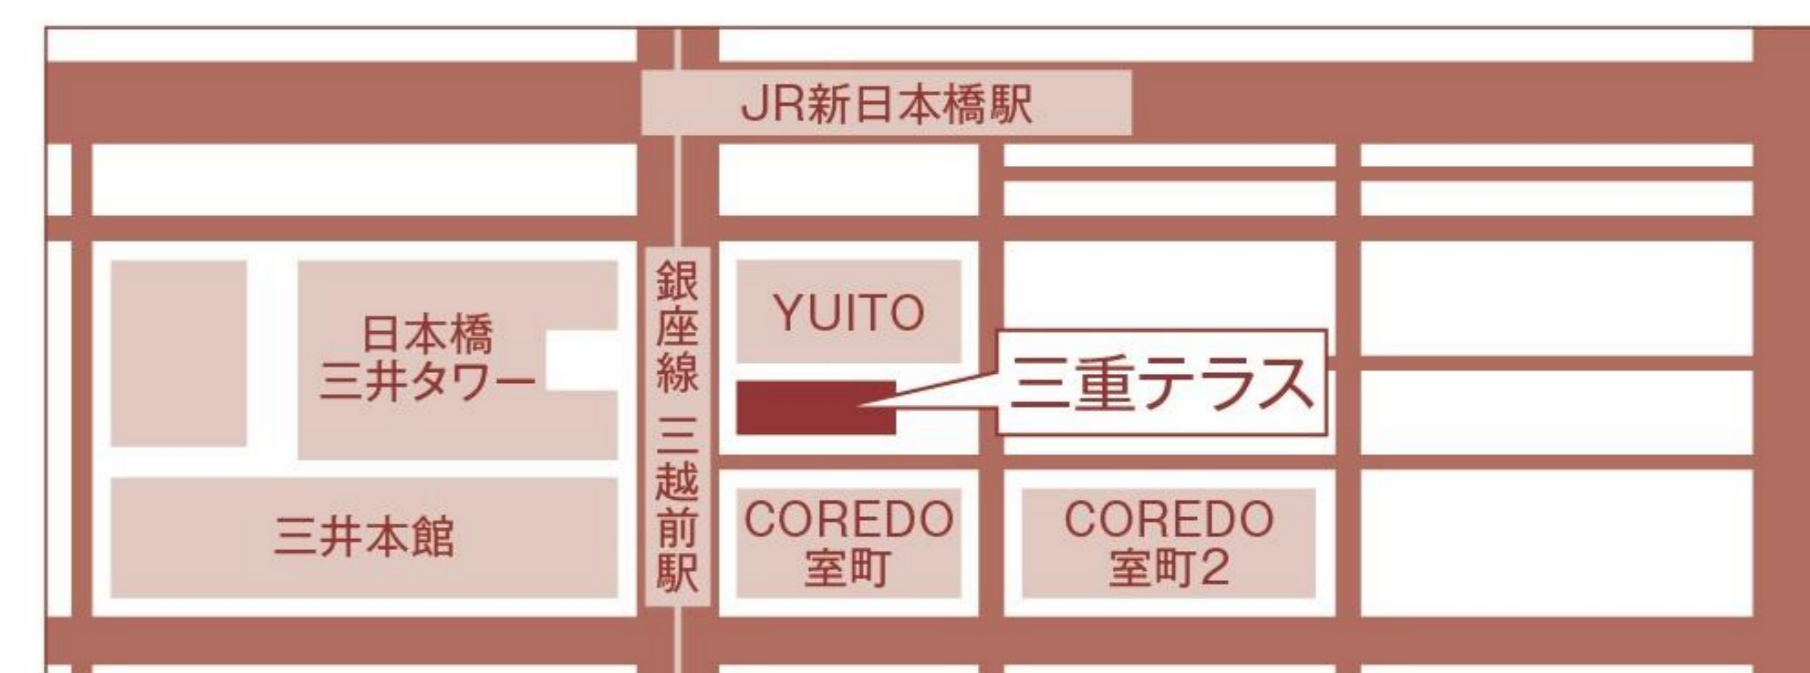 JR新日本橋駅
日本橋
三井タワー
三井本館
銀座線 三越前駅
YUITO
三重テラス
COREDO
室町
COREDO
室町2